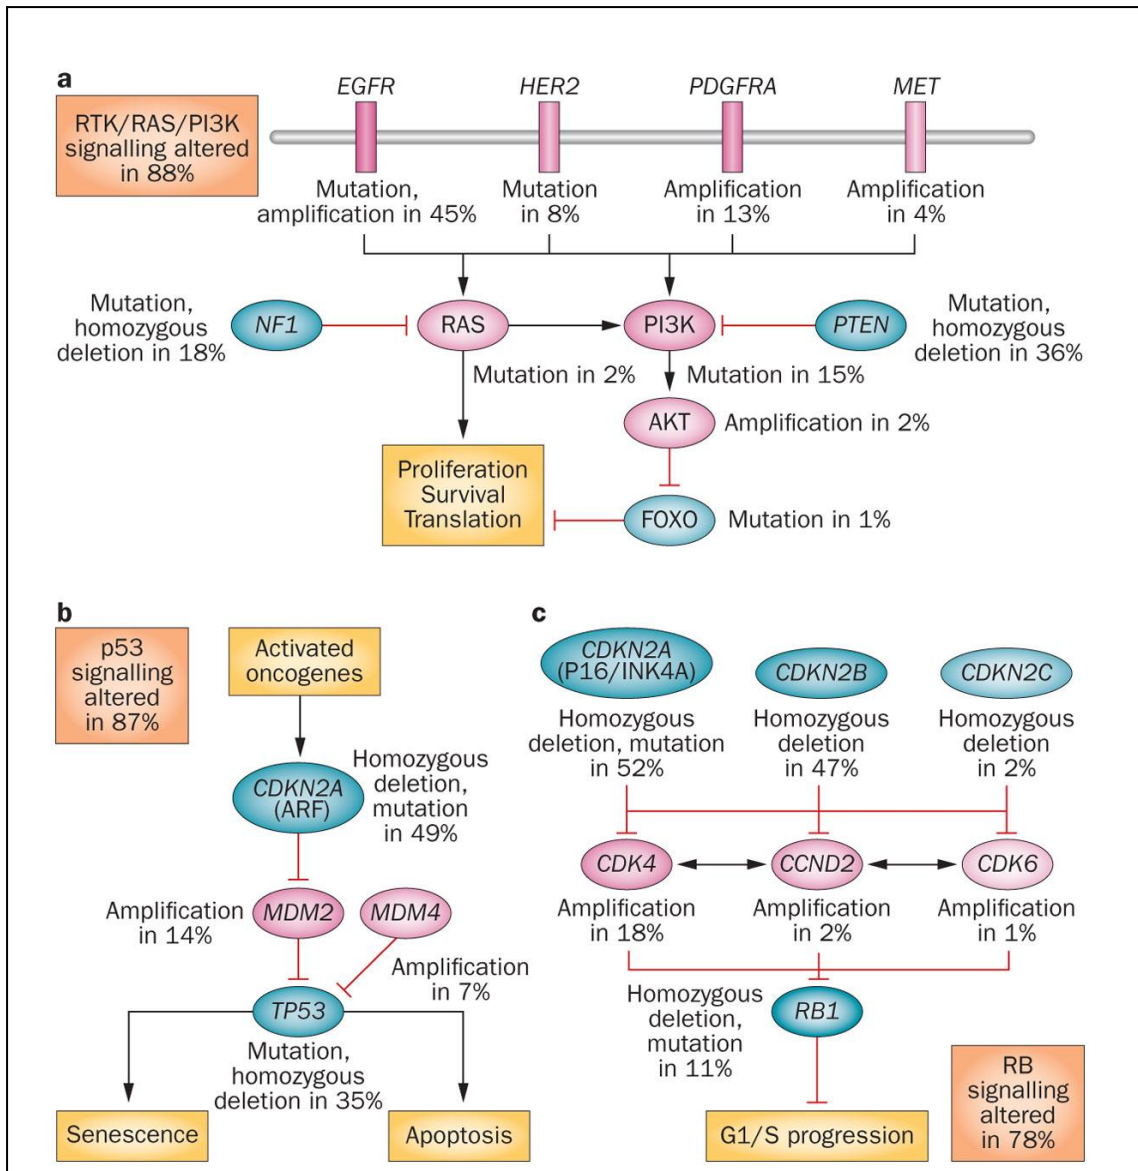 a
RTK/RAS/PI3K
signalling altered
in 88%
EGFR
HER2
PDGFRA
MET
Mutation,
amplification in 45%
Mutation
in 8%
Amplification
in 13%
Amplification
in 4%
Mutation,
homozygous
deletion in 18%
NF1
RAS
PI3K
PTEN
Mutation,
homozygous
deletion in 36%
Mutation in 2%
Mutation in 15%
AKT
Amplification in 2%
Proliferation
Survival
Translation
FOXO
Mutation in 1%
b
p53
signalling
altered
in 87%
Activated
oncogenes
CDKN2A
(ARF)
Homozygous
deletion,
mutation
in 49%
Amplification
in 14%
MDM2
MDM4
Amplification
in 7%
TP53
Mutation,
homozygous
deletion in 35%
Senescence
Apoptosis
c
CDKN2A
(P16/INK4A)
CDKN2B
CDKN2C
Homozygous
deletion, mutation
in 52%
Homozygous
deletion
in 47%
Homozygous
deletion
in 2%
CDK4
CCND2
CDK6
Amplification
in 18%
Amplification
in 2%
Amplification
in 1%
Homozygous
deletion,
mutation
in 11%
RB1
G1/S progression
RB
signalling
altered
in 78%